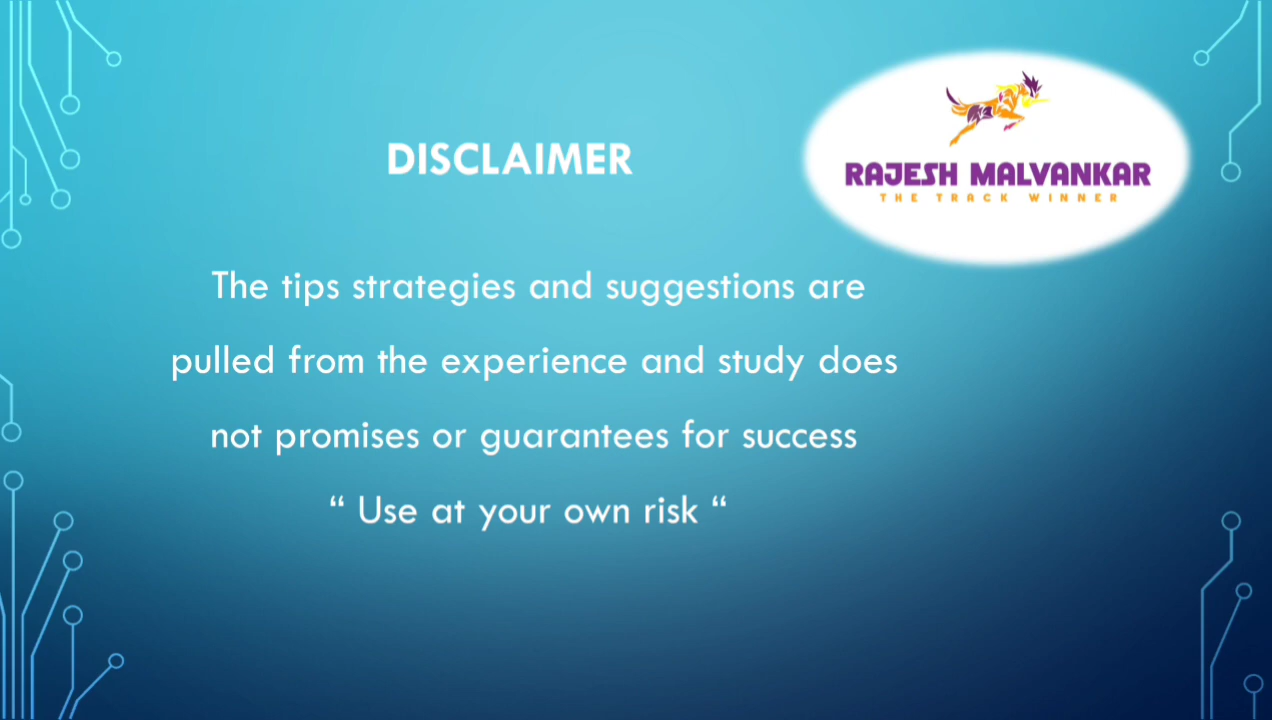 DISCLAIMER
RAJESH MALVANKAR
THE TRACK WINNER
The tips strategies and suggestions are
pulled from the experience and study does
not promises or guarantees for success
“ Use at your own risk “